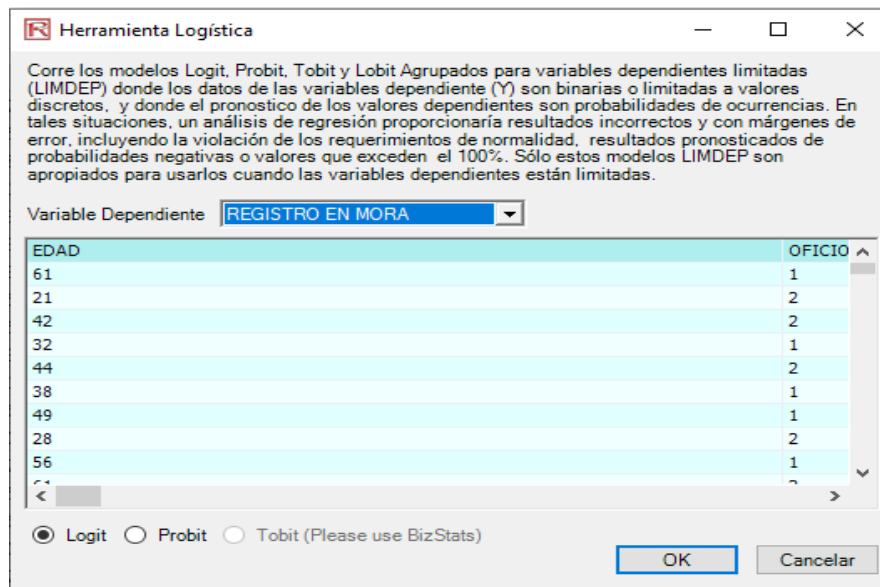 Herramienta Logística
Corre los modelos Logit, Probit, Tobit y Lobit Agrupados para variables dependientes limitadas
(LIMDEP) donde los datos de las variables dependiente (Y) son binarias o limitadas a valores
discretos, y donde el pronostico de los valores dependientes son probabilidades de ocurrencias. En
tales situaciones, un análisis de regresión proporcionaría resultados incorrectos y con márgenes de
error, incluyendo la violación de los requerimientos de normalidad, resultados pronosticados de
probabilidades negativas o valores que exceden el 100%. Sólo estos modelos LIMDEP son
apropiados para usarlos cuando las variables dependientes están limitadas.
Variable Dependiente REGISTRO EN MORA
EDAD OFICIO
61 1
21 2
42 2
32 1
44 2
38 1
49 1
28 2
56 1
Logit Probit Tobit (Please use BizStats)
OK Cancelar